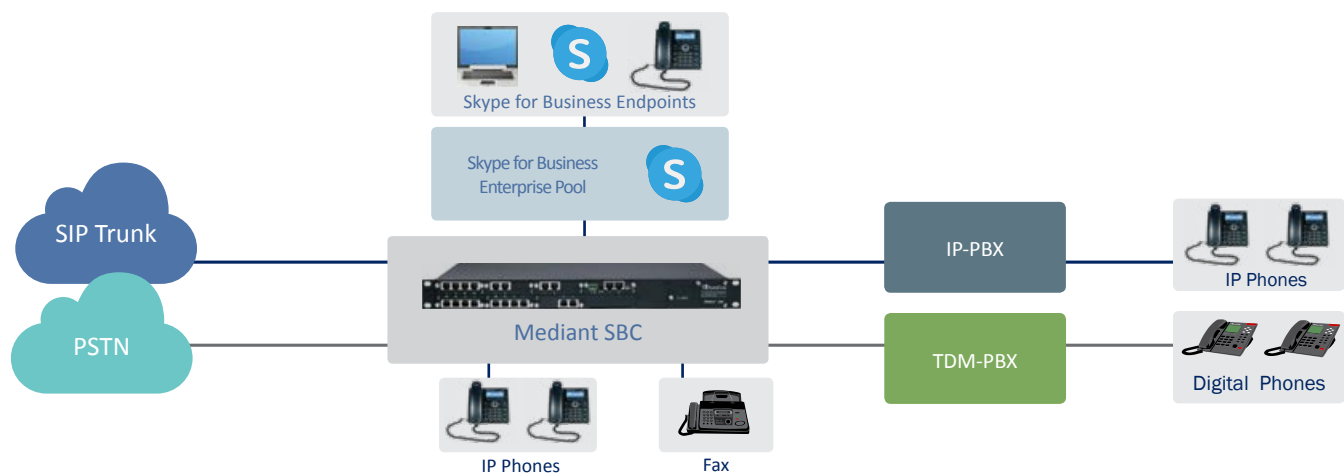 S
Skype for Business Endpoints
Skype for Business
Enterprise Pool
S
SIP Trunk
PSTN
Mediant SBC
IP-PBX
IP Phones
TDM-PBX
Digital Phones
IP Phones
Fax